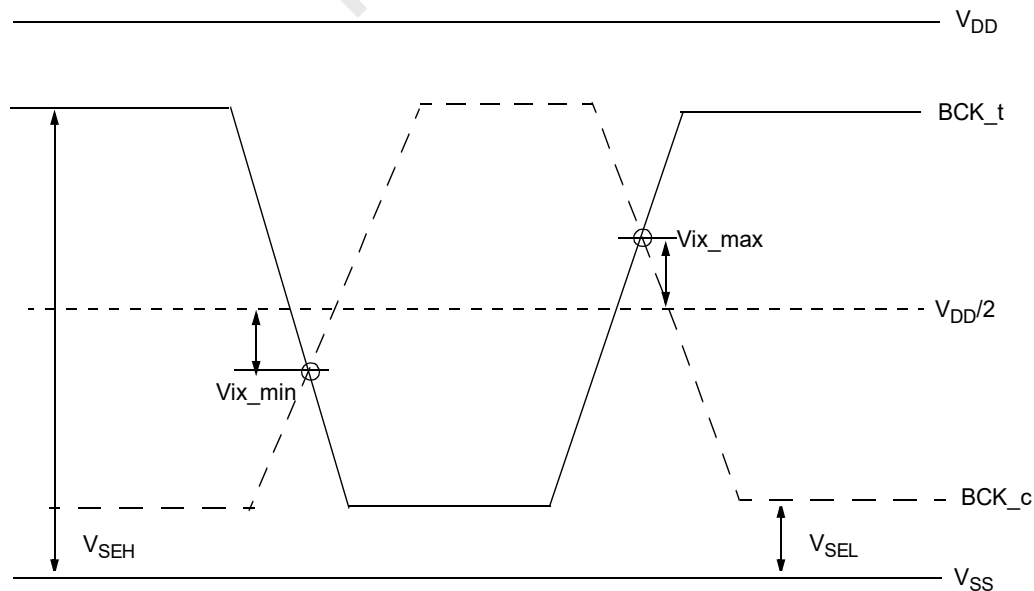 VDD
BCK_t
Vix_max
VDD/2
Vix_min
BCK_c
VSEH
VSEL
VSS